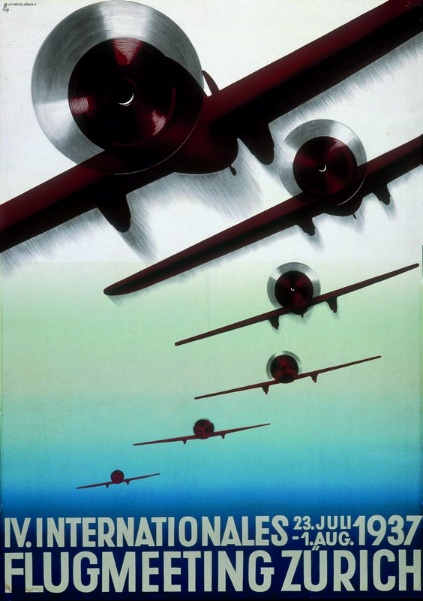 IV. INTERNATIONALES 23. JULI
-1. AUG. 1937
FLUGMEETING ZÜRICH